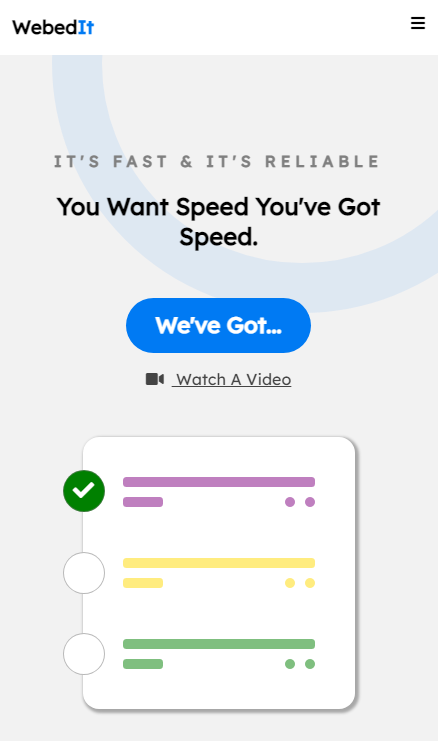 WebedIt
IT'S FAST & IT'S RELIABLE
You Want Speed You've Got
Speed.
We've Got...
Watch A Video